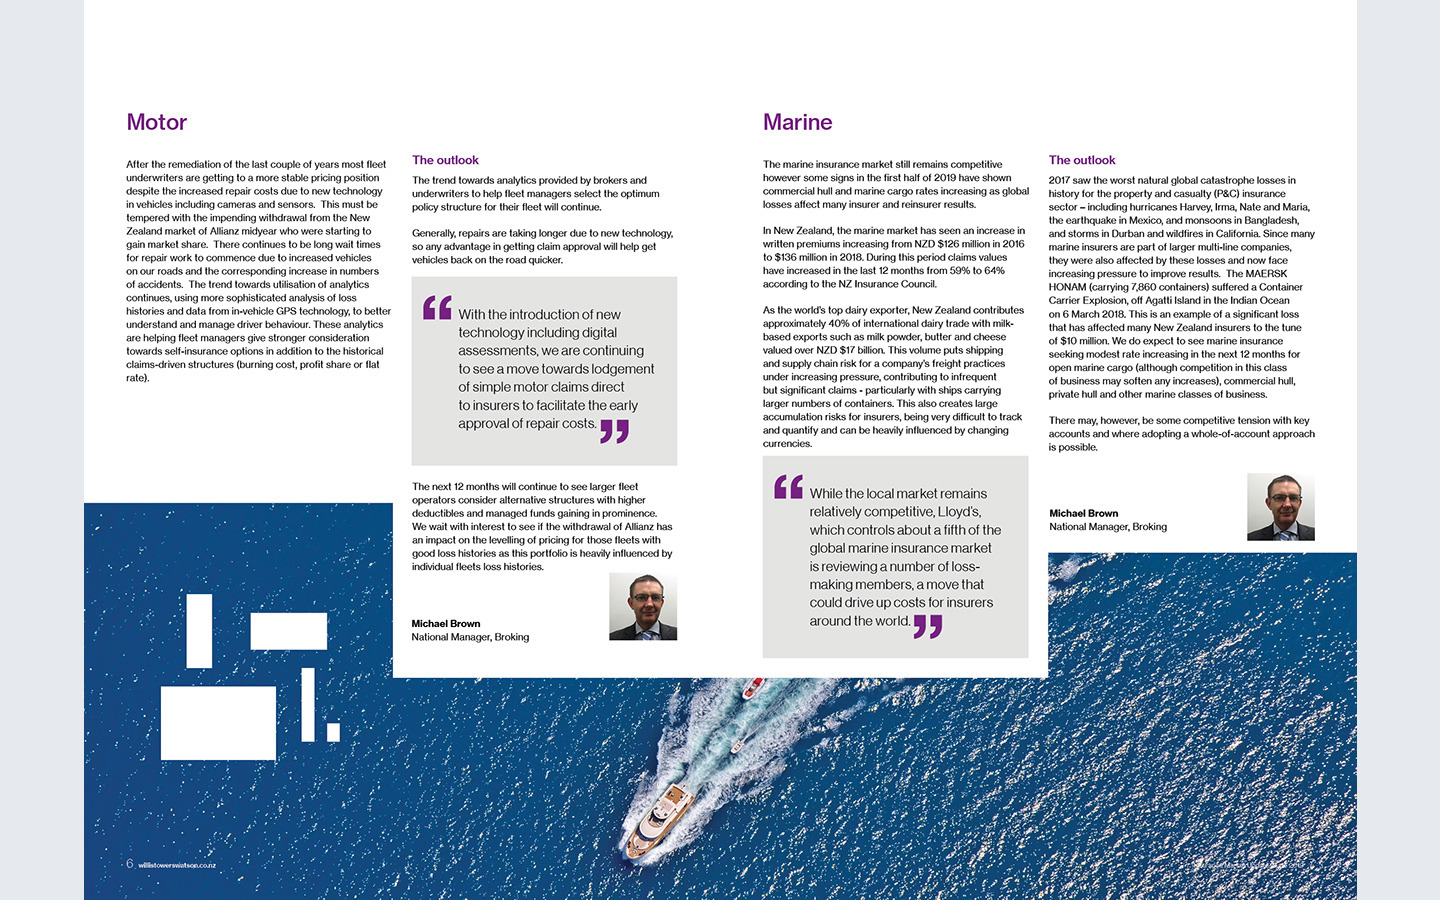 Motor
After the remediation of the last couple of years most fleet
underwriters are getting to a more stable pricing position
despite the increased repair costs due to new technology
in vehicles including cameras and sensors.  This must be
tempered with the impending withdrawal from the New
Zealand market of Allianz midyear who were starting to
gain market share.  There continues to be long wait times
for repair work to commence due to increased vehicles
on our roads and the corresponding increase in numbers
of accidents.  The trend towards utilisation of analytics
continues, using more sophisticated analysis of loss
histories and data from in-vehicle GPS technology, to better
understand and manage driver behaviour. These analytics
are helping fleet managers give stronger consideration
towards self-insurance options in addition to the historical
claims-driven structures (burning cost, profit share or flat
rate).
The outlook
The trend towards analytics provided by brokers and
underwriters to help fleet managers select the optimum
policy structure for their fleet will continue.
Generally, repairs are taking longer due to new technology,
so any advantage in getting claim approval will help get
vehicles back on the road quicker.
“ With the introduction of new
technology including digital
assessments, we are continuing
to see a move towards lodgement
of simple motor claims direct
to insurers to facilitate the early
approval of repair costs. ”
The next 12 months will continue to see larger fleet
operators consider alternative structures with higher
deductibles and managed funds gaining in prominence.
We wait with interest to see if the withdrawal of Allianz has
an impact on the levelling of pricing for those fleets with
good loss histories as this portfolio is heavily influenced by
individual fleets loss histories.
Michael Brown
National Manager, Broking
Marine
The marine insurance market still remains competitive
however some signs in the first half of 2019 have shown
commercial hull and marine cargo rates increasing as global
losses affect many insurer and reinsurer results.
In New Zealand, the marine market has seen an increase in
written premiums increasing from NZD $126 million in 2016
to $136 million in 2018. During this period claims values
have increased in the last 12 months from 59% to 64%
according to the NZ Insurance Council.
As the world's top dairy exporter, New Zealand contributes
approximately 40% of international dairy trade with milk-
based exports such as milk powder, butter and cheese
valued over NZD $17 billion. This volume puts shipping
and supply chain risk for a company's freight practices
under increasing pressure, contributing to infrequent
but significant claims - particularly with ships carrying
larger numbers of containers. This also creates large
accumulation risks for insurers, being very difficult to track
and quantify and can be heavily influenced by changing
currencies.
“ While the local market remains
relatively competitive, Lloyd's,
which controls about a fifth of the
global marine insurance market
is reviewing a number of loss-
making members, a move that
could drive up costs for insurers
around the world. ”
The outlook
2017 saw the worst natural global catastrophe losses in
history for the property and casualty (P&C) insurance
sector – including hurricanes Harvey, Irma, Nate and Maria,
the earthquake in Mexico, and monsoons in Bangladesh,
and storms in Durban and wildfires in California. Since many
marine insurers are part of larger multi-line companies,
they were also affected by these losses and now face
increasing pressure to improve results.  The MAERSK
HONAM (carrying 7,860 containers) suffered a Container
Carrier Explosion, off Agatti Island in the Indian Ocean
on 6 March 2018. This is an example of a significant loss
that has affected many New Zealand insurers to the tune
of $10 million. We do expect to see marine insurance
seeking modest rate increasing in the next 12 months for
open marine cargo (although competition in this class
of business may soften any increases), commercial hull,
private hull and other marine classes of business.
There may, however, be some competitive tension with key
accounts and where adopting a whole-of-account approach
is possible.
Michael Brown
National Manager, Broking
6 willistowerswatson.co.nz